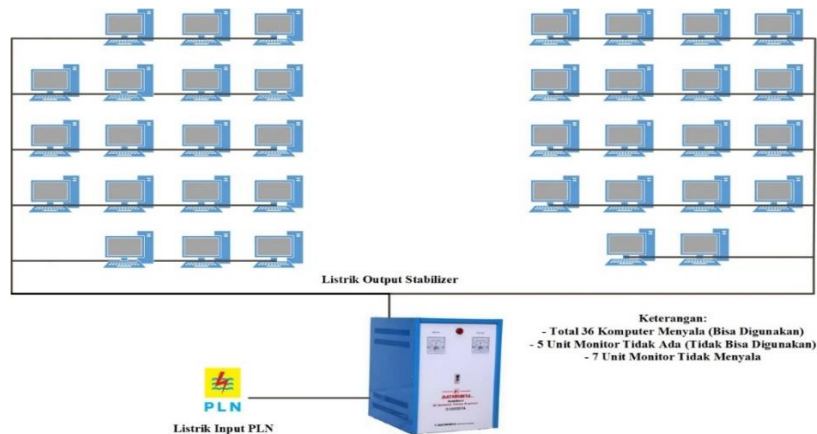 Listrik Output Stabilizer
Keterangan:
- Total 36 Komputer Menyala (Bisa Digunakan)
- 5 Unit Monitor Tidak Ada (Tidak Bisa Digunakan)
- 7 Unit Monitor Tidak Menyala
PLN
Listrik Input PLN